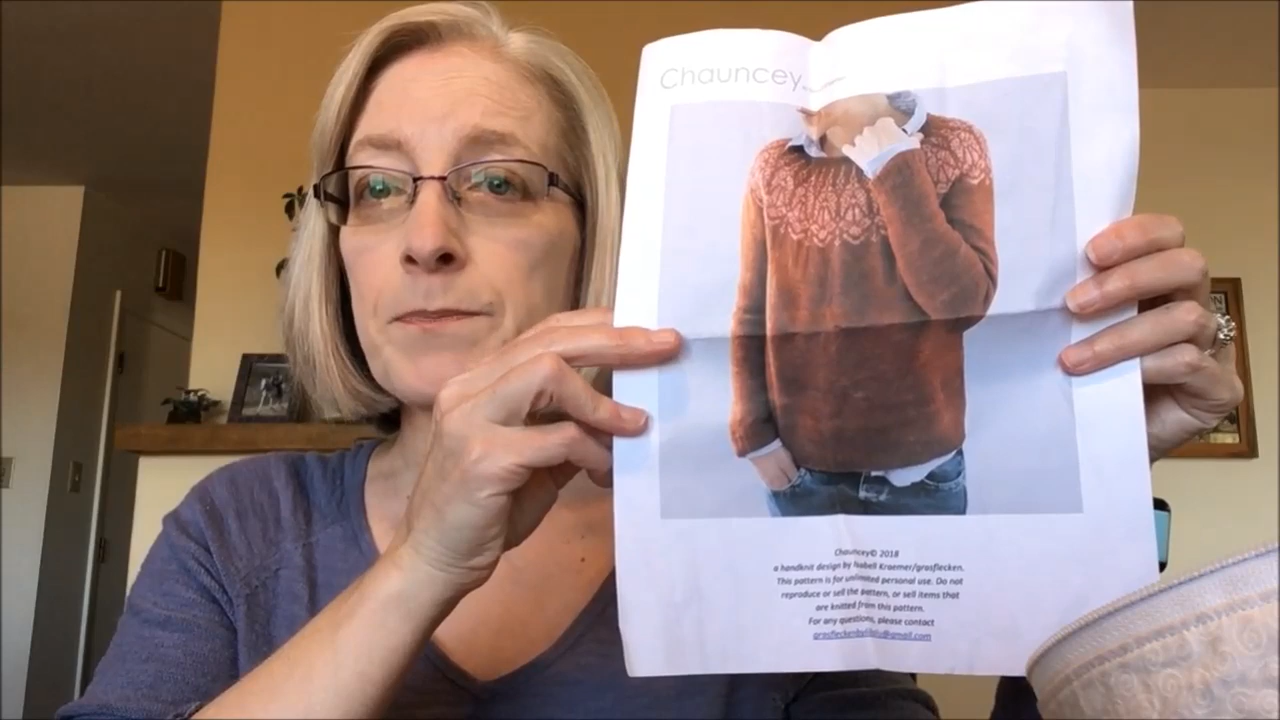 Chauncey
Chauncey© 2018
a handknit design by Isabell Kraemer/grasflecken.
This pattern is for unlimited personal use. Do not
reproduce or sell the pattern, or sell items that
are knitted from this pattern.
For any questions, please contact